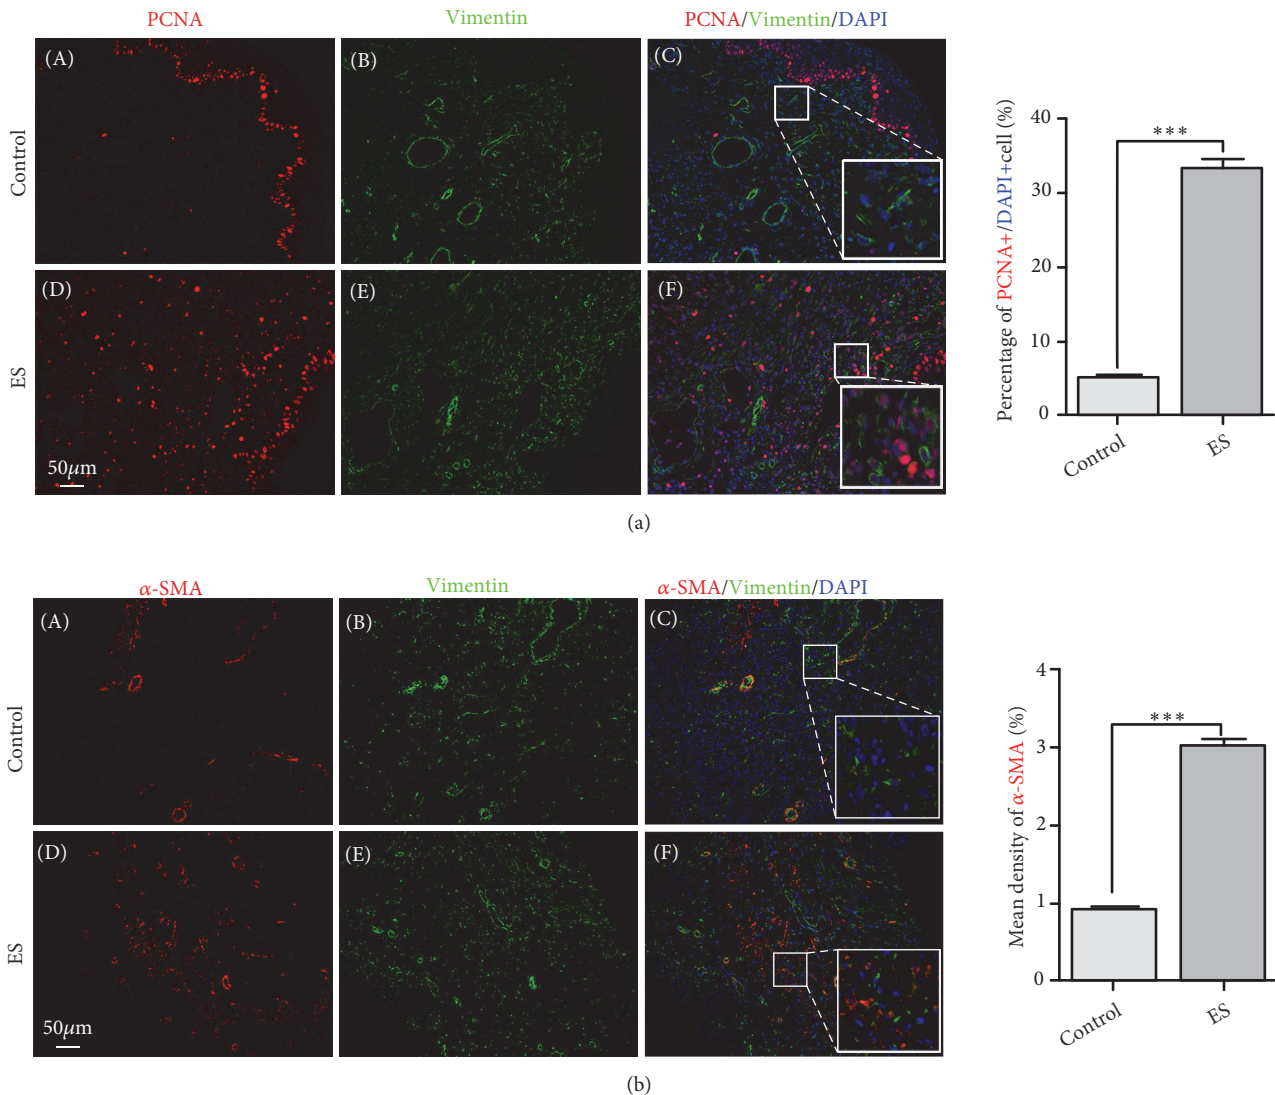 PCNA
Vimentin
PCNA/Vimentin/DAPI
Control
(A)
(B)
(C)
ES
(D)
(E)
(F)
50μm
Percentage of PCNA+/DAPI+cell (%)
40
30
20
10
0
***
Control
ES
(a)
α-SMA
Vimentin
α-SMA/Vimentin/DAPI
Control
(A)
(B)
(C)
ES
(D)
(E)
(F)
50μm
Mean density of α-SMA (%)
4
3
2
1
0
***
Control
ES
(b)